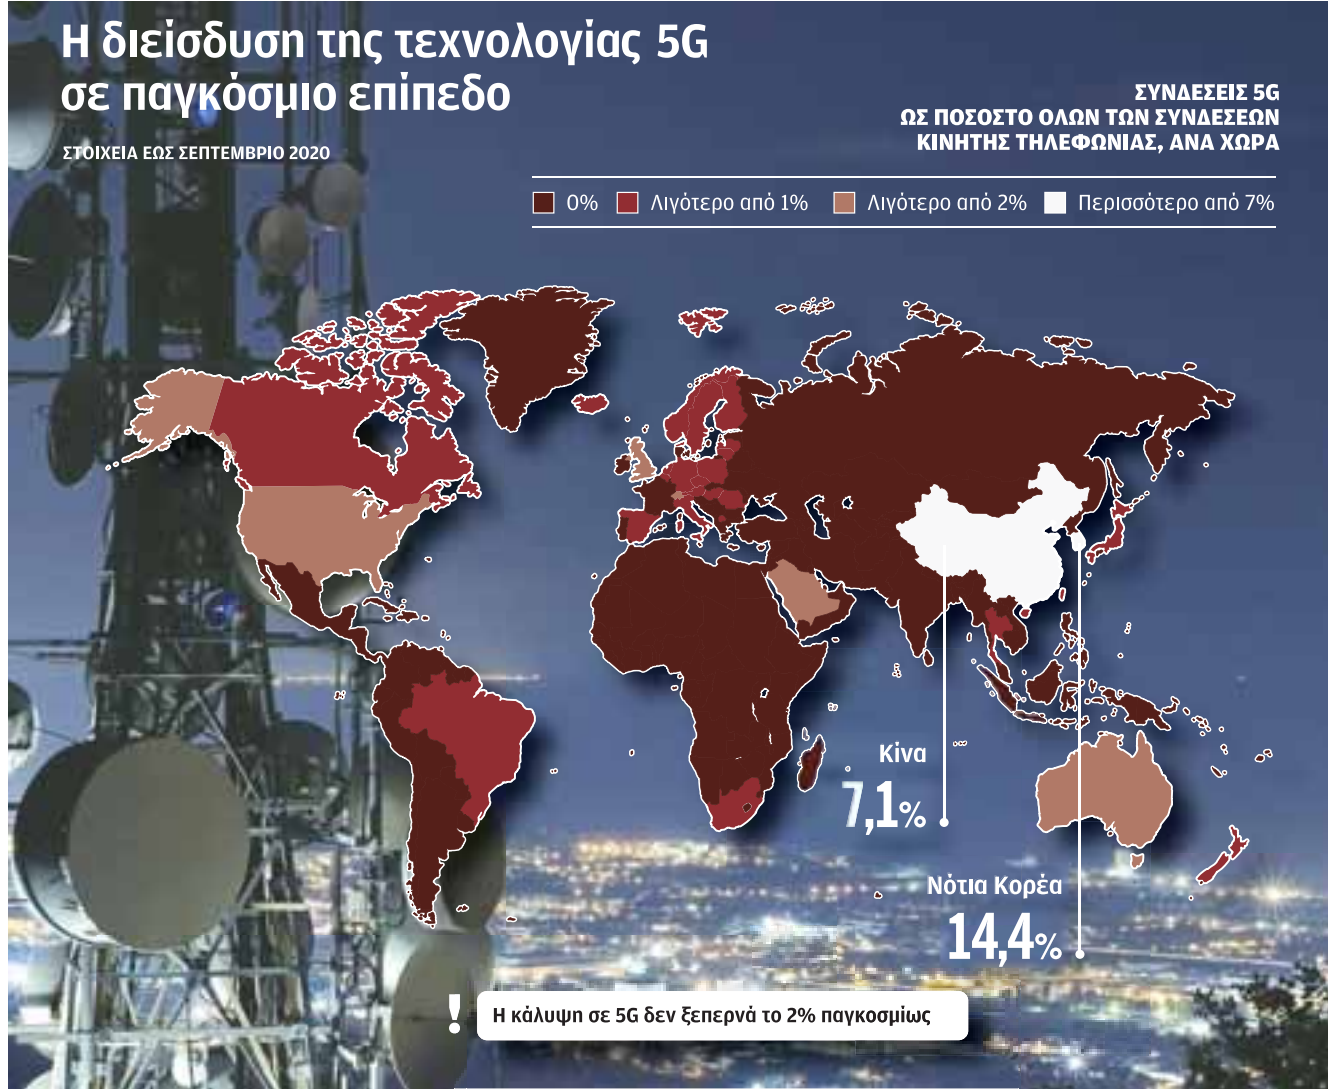 Η διείσδυση της τεχνολογίας 5G
σε παγκόσμιο επίπεδο
ΣΤΟΙΧΕΙΑ ΕΩΣ ΣΕΠΤΕΜΒΡΙΟ 2020
ΣΥΝΔΕΣΕΙΣ 5G
ΩΣ ΠΟΣΟΣΤΟ ΟΛΩΝ ΤΩΝ ΣΥΝΔΕΣΕΩΝ
ΚΙΝΗΤΗΣ ΤΗΛΕΦΩΝΙΑΣ, ΑΝΑ ΧΩΡΑ
0% Λιγότερο από 1% Λιγότερο από 2% Περισσότερο από 7%
Κίνα
7,1%
Νότια Κορέα
14,4%
! Η κάλυψη σε 5G δεν ξεπερνά το 2% παγκοσμίως